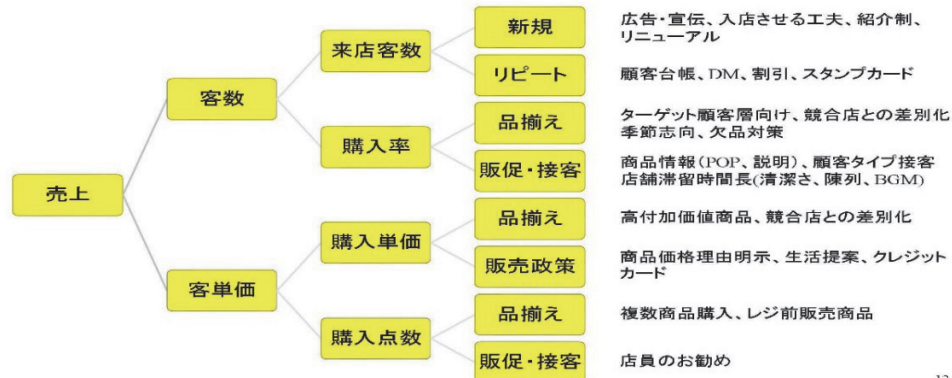 新規
広告・宣伝、入店させる工夫、紹介制、
リニューアル
来店客数
リピート
顧客台帳、DM、割引、スタンプカード
客数
品揃え
ターゲット顧客層向け、競合店との差別化
季節志向、欠品対策
購入率
販促・接客
商品情報(POP、説明)、顧客タイプ接客
店舗滞留時間長(清潔さ、陳列、BGM)
売上
品揃え
高付加価値商品、競合店との差別化
購入単価
販売政策
商品価格理由明示、生活提案、クレジット
カード
客単価
品揃え
複数商品購入、レジ前販売商品
購入点数
販促・接客
店員のお勧め